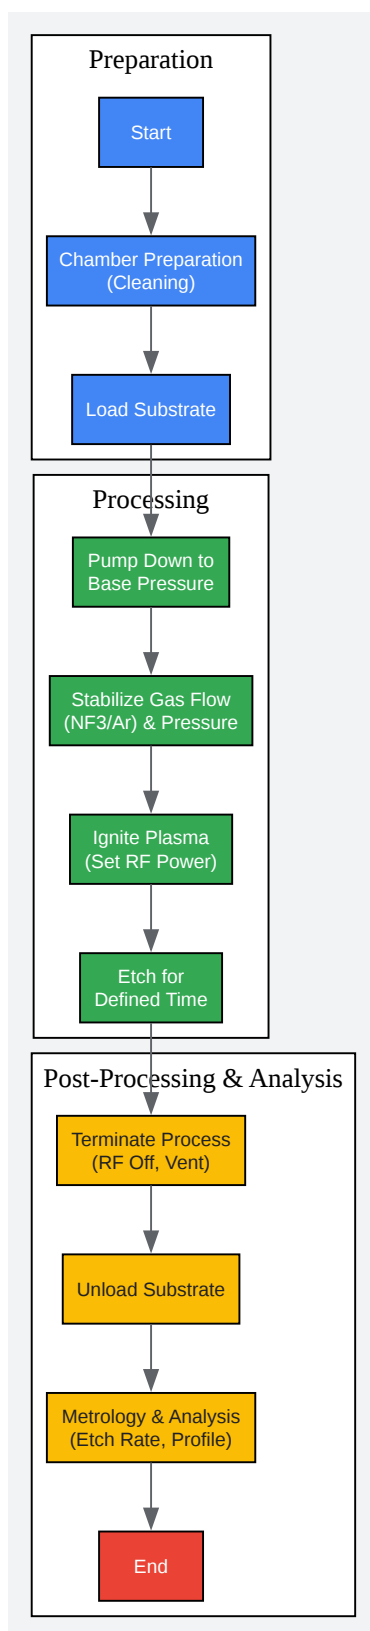 Preparation
Start
Chamber Preparation
(Cleaning)
Load Substrate
Processing
Pump Down to
Base Pressure
Stabilize Gas Flow
(NF3/Ar) & Pressure
Ignite Plasma
(Set RF Power)
Etch for
Defined Time
Post-Processing & Analysis
Terminate Process
(RF Off, Vent)
Unload Substrate
Metrology & Analysis
(Etch Rate, Profile)
End